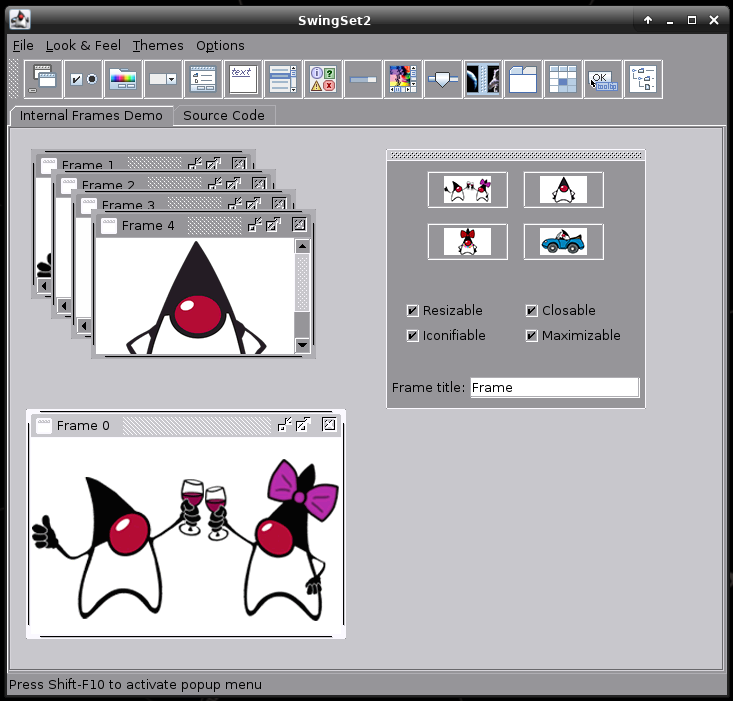 SwingSet2
File Look & Feel Themes Options
text
OK
Internal Frames Demo Source Code
Frame 1
Frame 2
Frame 3
Frame 4
Resizable Closable
Iconifiable Maximizable
Frame title: Frame
Frame 0
Press Shift-F10 to activate popup menu